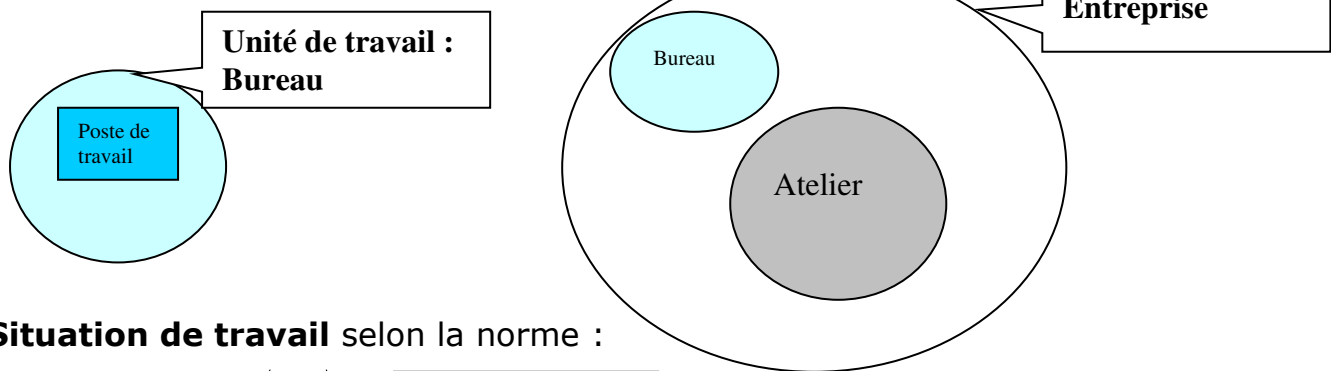 Entreprise
Unité de travail :
Bureau
Bureau
Poste de
travail
Atelier
Situation de travail selon la norme :